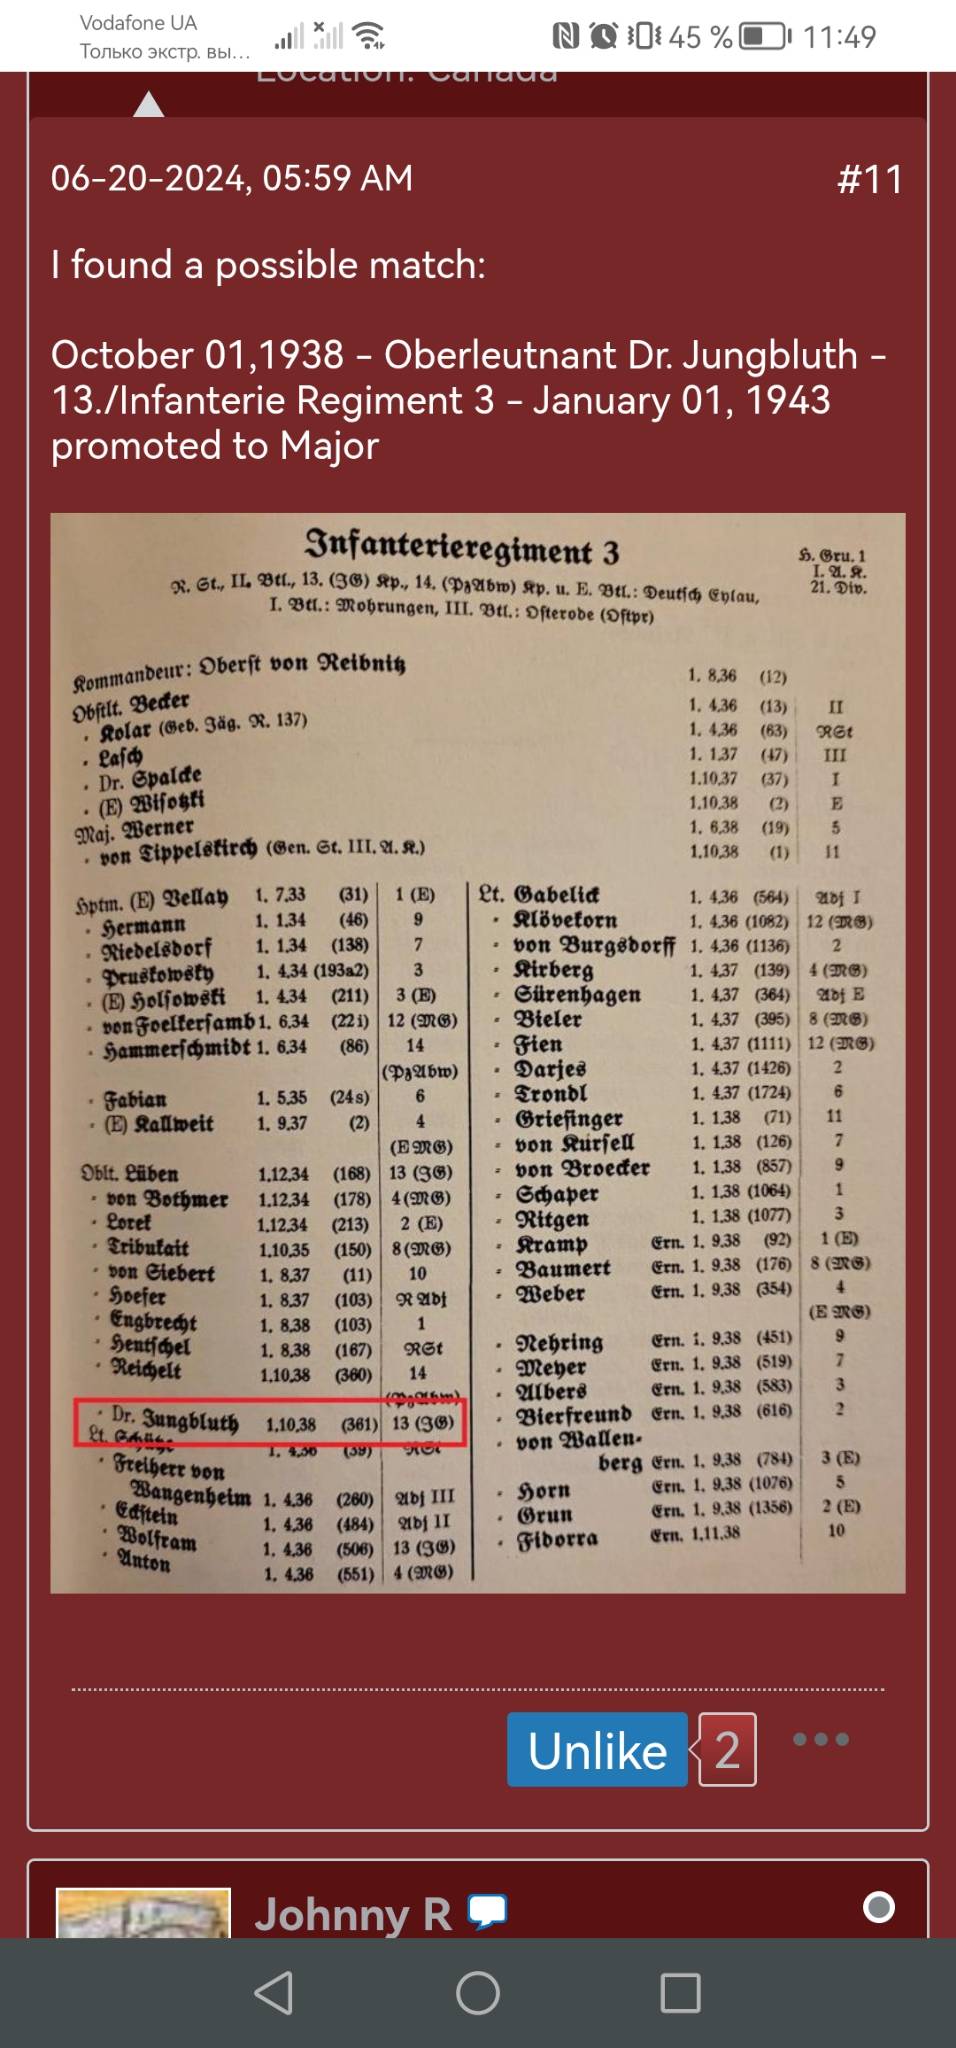 Vodafone UA
Только экстр. вы...
45 %
11:49
Location: Canada
06-20-2024, 05:59 AM
#11
I found a possible match:
October 01,1938 - Oberleutnant Dr. Jungbluth -
13./Infanterie Regiment 3 - January 01, 1943
promoted to Major
Infanterieregiment 3
H. Gru. 1
I. A. K.
21. Div.
R. St., II. Btl., 13. (IG) Kp., 14. (PzAbw) Kp. u. E. Btl.: Deutsch Eylau,
I. Btl.: Mohrungen, III. Btl.: Osterode (Ostpr)
Kommandeur: Oberst von Reibnitz 1. 8.36 (12)
Obstlt. Becker 1. 4.36 (13) II
• Kolar (Geb. Jäg. R. 137) 1. 4.36 (63) RSt
• Lasch 1. 1.37 (47) III
• Dr. Spalcke 1.10.37 (37) I
• (E) Wisotzki 1.10.38 (2) E
Maj. Werner 1. 6.38 (19) 5
• von Tippelskirch (Gen. St. III. A. K.) 1.10.38 (1) 11
Hptm. (E) Bellay 1. 7.33 (31) 1 (E)
• Hermann 1. 1.34 (46) 9
• Riedelsdorf 1. 1.34 (138) 7
• Pruskowsky 1. 4.34 (193a2) 3
• (E) Holsowski 1. 4.34 (211) 3 (E)
• von Foelkersamb 1. 6.34 (22i) 12 (MG)
• Hammerschmidt 1. 6.34 (86) 14
(PzAbw)
• Fabian 1. 5.35 (24s) 6
• (E) Kallweit 1. 9.37 (2) 4
(E MG)
Oblt. Lüben 1.12.34 (168) 13 (IG)
• von Bothmer 1.12.34 (178) 4 (MG)
• Loref 1.12.34 (213) 2 (E)
• Tributait 1.10.35 (150) 8 (MG)
• von Siebert 1. 8.37 (11) 10
• Hoefer 1. 8.37 (103) R Adj
• Engbrecht 1. 8.38 (103) 1
• Hentschel 1. 8.38 (167) RSt
• Reichelt 1.10.38 (360) 14
(PzAbw)
• Dr. Jungbluth 1.10.38 (361) 13 (IG)
Lt. Schütze 1. 4.36 (39) RSt
• Freiherr von
Wangenheim 1. 4.36 (260) Adj III
• Eckstein 1. 4.36 (484) Adj II
• Wolfram 1. 4.36 (506) 13 (IG)
• Anton 1. 4.36 (551) 4 (MG)
Lt. Gabelick 1. 4.36 (564) Adj I
• Klövekorn 1. 4.36 (1082) 12 (MG)
• von Burgsdorff 1. 4.36 (1136) 2
• Kirberg 1. 4.37 (139) 4 (MG)
• Sürenhagen 1. 4.37 (364) Adj E
• Bieler 1. 4.37 (395) 8 (MG)
• Fien 1. 4.37 (1111) 12 (MG)
• Darjes 1. 4.37 (1426) 2
• Trondl 1. 4.37 (1724) 6
• Griesinger 1. 1.38 (71) 11
• von Kursell 1. 1.38 (126) 7
• von Broecker 1. 1.38 (857) 9
• Schaper 1. 1.38 (1064) 1
• Ritgen 1. 1.38 (1077) 3
• Kramp Ern. 1. 9.38 (92) 1 (E)
• Baumert Ern. 1. 9.38 (176) 8 (MG)
• Weber Ern. 1. 9.38 (354) 4
(E MG)
• Nehring Ern. 1. 9.38 (451) 9
• Meyer Ern. 1. 9.38 (519) 7
• Albers Ern. 1. 9.38 (583) 3
• Bierfreund Ern. 1. 9.38 (616) 2
• von Wallen-
berg Ern. 1. 9.38 (784) 3 (E)
• Horn Ern. 1. 9.38 (1076) 5
• Grun Ern. 1. 9.38 (1356) 2 (E)
• Fidorra Ern. 1.11.38 10
Unlike
2
Johnny R